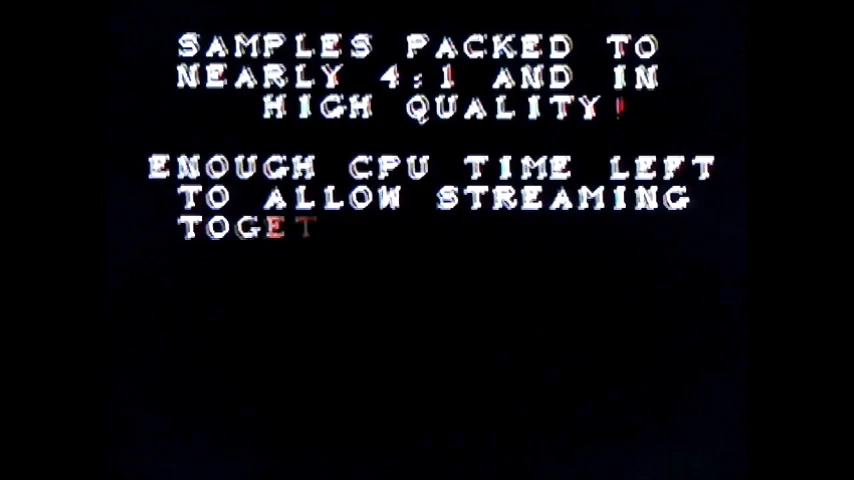 SAMPLES PACKED TO
NEARLY 4:1 AND IN
HIGH QUALITY!
ENOUGH CPU TIME LEFT
TO ALLOW STREAMING
TOGET